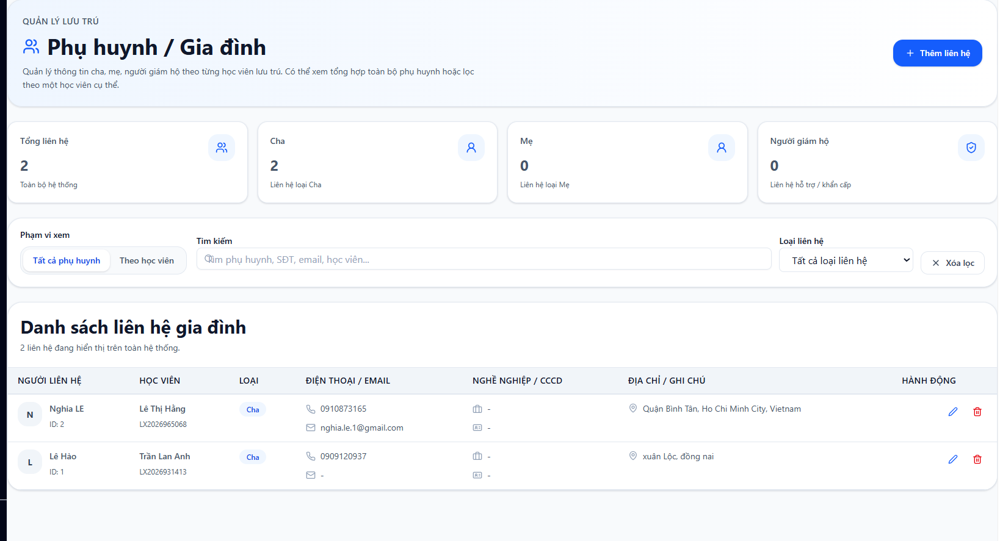 QUẢN LÝ LƯU TRÚ
Phụ huynh / Gia đình
Quản lý thông tin cha, mẹ, người giám hộ theo từng học viên lưu trú. Có thể xem tổng hợp toàn bộ phụ huynh hoặc lọc
theo một học viên cụ thể.
Thêm liên hệ
Tổng liên hệ
2
Toàn bộ hệ thống
Cha
2
Liên hệ loại Cha
Mẹ
0
Liên hệ loại Mẹ
Người giám hộ
0
Liên hệ hỗ trợ / khẩn cấp
Phạm vi xem
Tất cả phụ huynh
Theo học viên
Tìm kiếm
Tìm phụ huynh, SĐT, email, học viên...
Loại liên hệ
Tất cả loại liên hệ
Xóa lọc
Danh sách liên hệ gia đình
2 liên hệ đang hiển thị trên toàn hệ thống.
NGƯỜI LIÊN HỆ HỌC VIÊN LOẠI ĐIỆN THOẠI / EMAIL NGHỀ NGHIỆP / CCCD ĐỊA CHỈ / GHI CHÚ HÀNH ĐỘNG
N
Nghia LE
ID: 2
Lê Thị Hằng
LX2026965068
Cha
0910873165
nghia.le.1@gmail.com
-
-
Quận Bình Tân, Ho Chi Minh City, Vietnam
L
Lê Hào
ID: 1
Trần Lan Anh
LX2026931413
Cha
0909120937
-
-
-
xuân Lộc, đồng nai